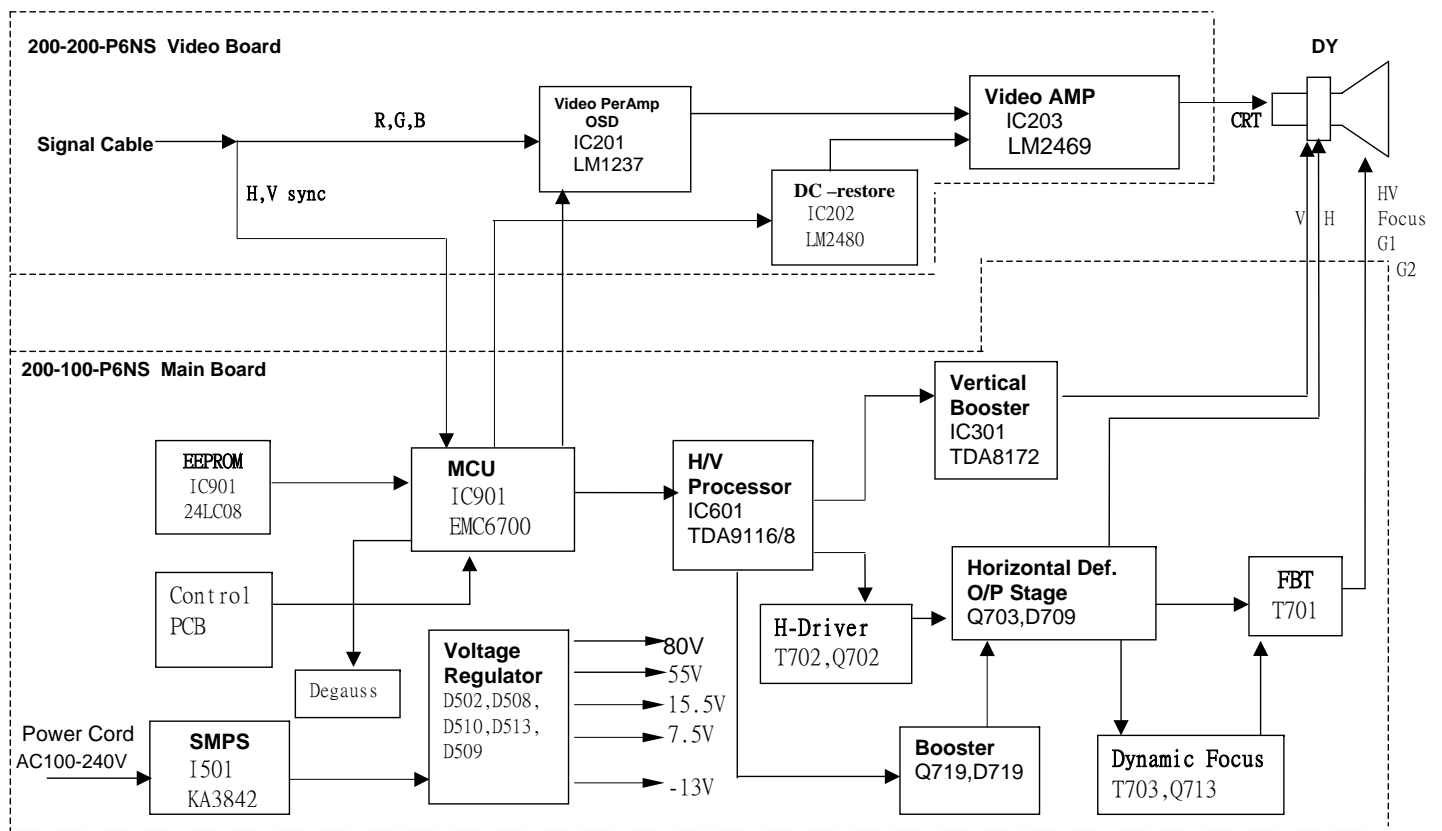 200-200-P6NS Video Board
DY
Signal Cable
R,G,B
H,V sync
Video PerAmp
OSD
IC201
LM1237
Video AMP
IC203
LM2469
CRT
DC –restore
IC202
LM2480
V
H
HV
Focus
G1
G2
200-100-P6NS Main Board
EEPROM
IC901
24LC08
MCU
IC901
EMC6700
H/V
Processor
IC601
TDA9116/8
Vertical
Booster
IC301
TDA8172
Control
PCB
Degauss
Voltage
Regulator
D502,D508,
D510,D513,
D509
80V
55V
15.5V
7.5V
-13V
H-Driver
T702,Q702
Horizontal Def.
O/P Stage
Q703,D709
FBT
T701
Power Cord
AC100-240V
SMPS
I501
KA3842
Booster
Q719,D719
Dynamic Focus
T703,Q713